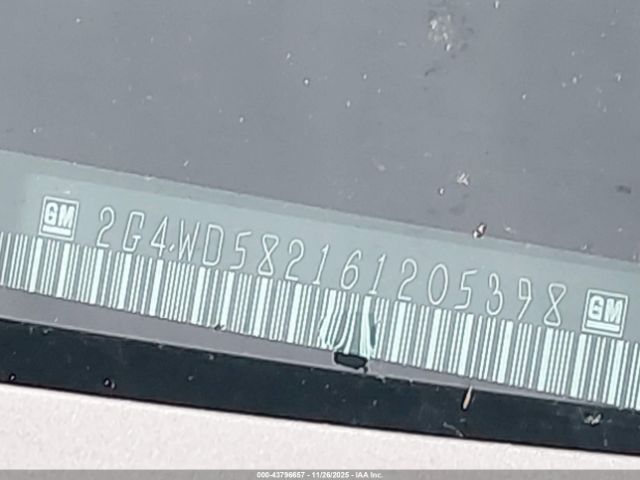 GM 2G4WD582161205398 GM
000-43796657 - 11/26/2025 - IAA Inc.